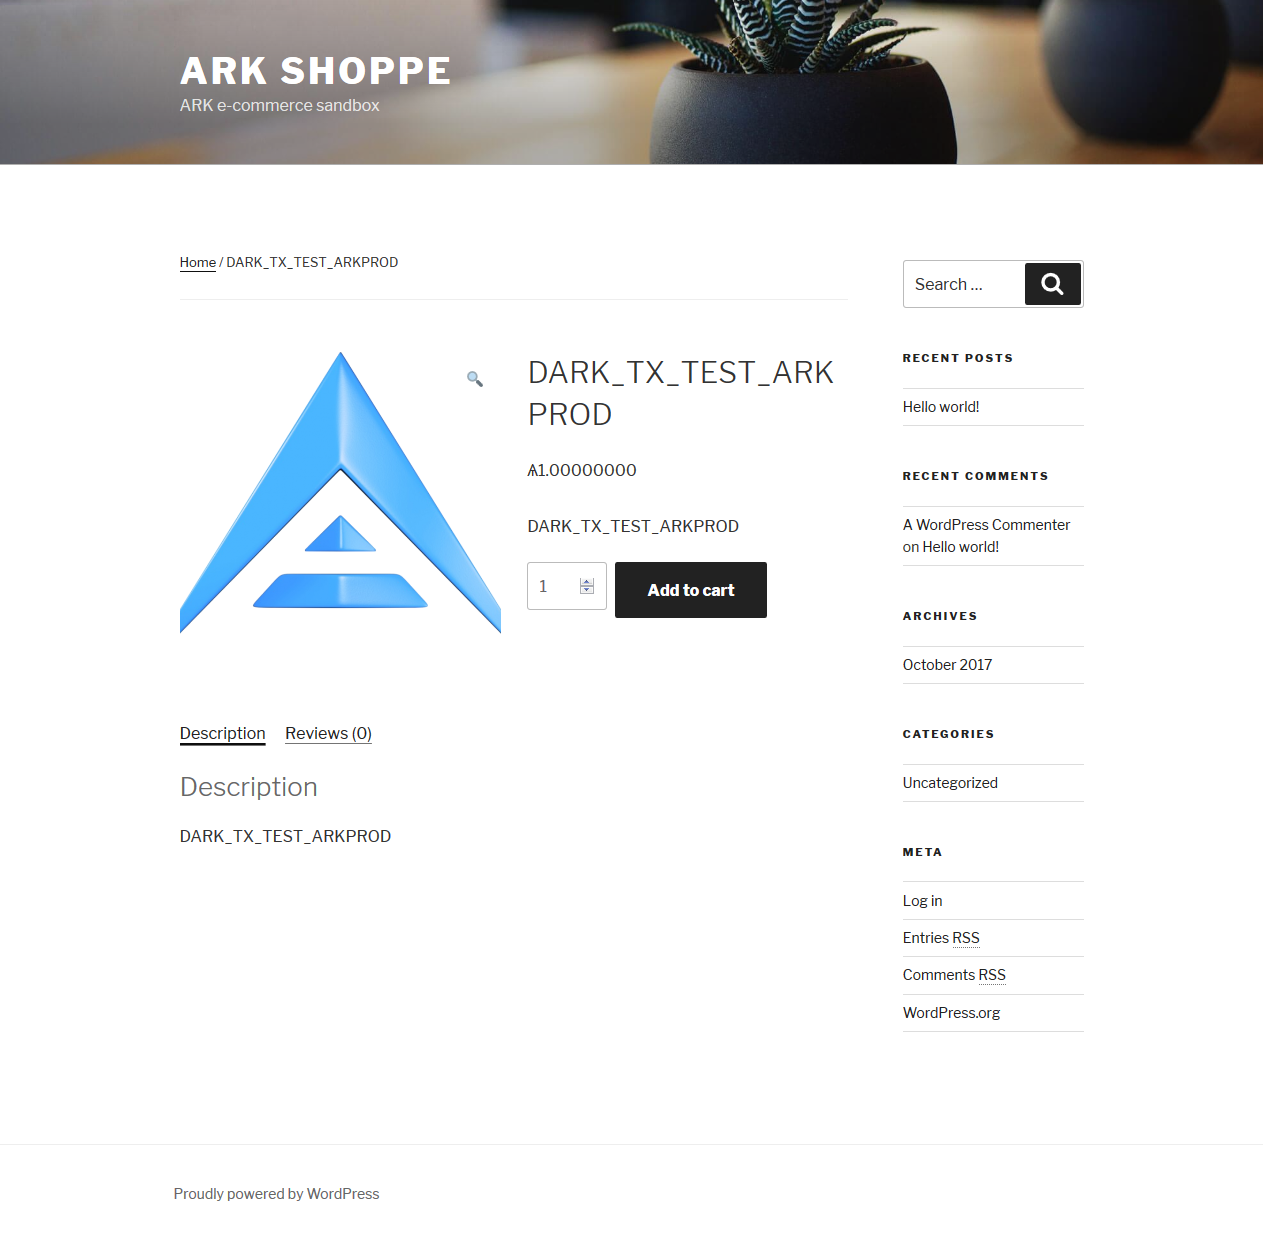 ARK SHOPPE
ARK e-commerce sandbox
Home / DARK_TX_TEST_ARKPROD
DARK_TX_TEST_ARK
PROD
Ѧ1.00000000
DARK_TX_TEST_ARKPROD
1
Add to cart
Description
Reviews (0)
Description
DARK_TX_TEST_ARKPROD
Search …
RECENT POSTS
Hello world!
RECENT COMMENTS
A WordPress Commenter
on Hello world!
ARCHIVES
October 2017
CATEGORIES
Uncategorized
META
Log in
Entries RSS
Comments RSS
WordPress.org
Proudly powered by WordPress